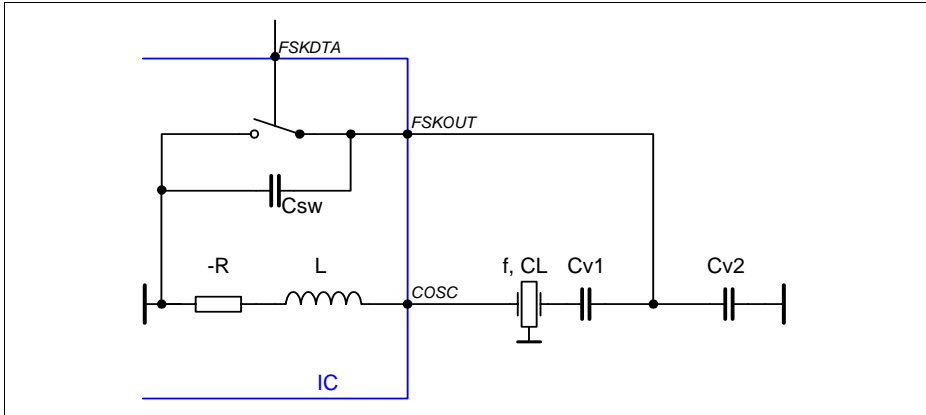 FSKDTA
FSKOUT
Csw
-R L f, CL Cv1 Cv2
COSC
IC